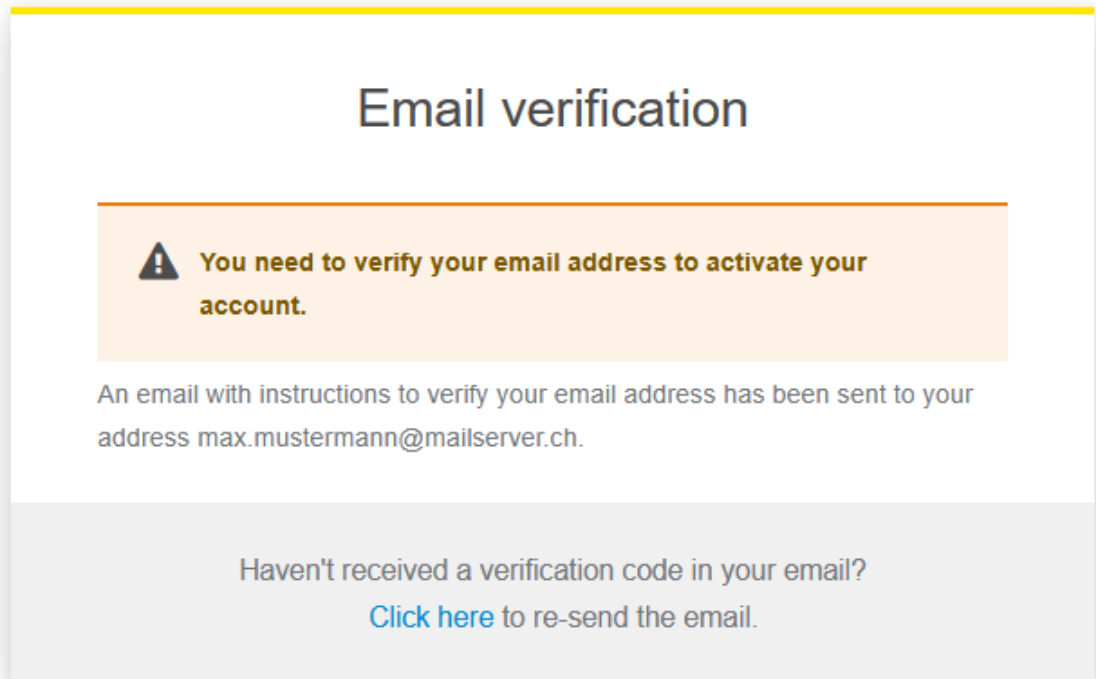 Email verification
You need to verify your email address to activate your
account.
An email with instructions to verify your email address has been sent to your
address max.mustermann@mailserver.ch.
Haven't received a verification code in your email?
Click here to re-send the email.